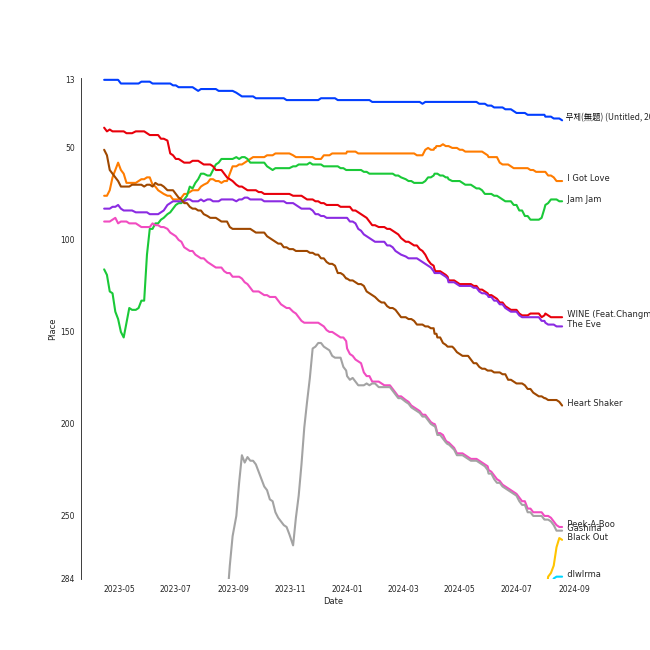 13
50
100
150
200
250
284
Place
2023-05
2023-07
2023-09
2023-11
2024-01
2024-03
2024-05
2024-07
2024-09
Date
무제(無題) (Untitled, 20
I Got Love
Jam Jam
WINE (Feat.Changm
The Eve
Heart Shaker
Peek-A-Boo
Gashina
Black Out
dlwlrma